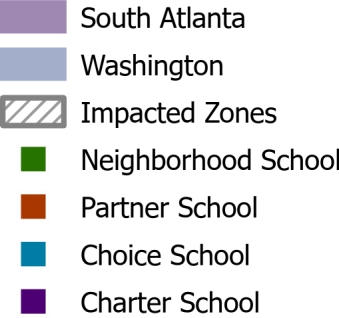 South Atlanta
Washington
Impacted Zones
Neighborhood School
Partner School
Choice School
Charter School